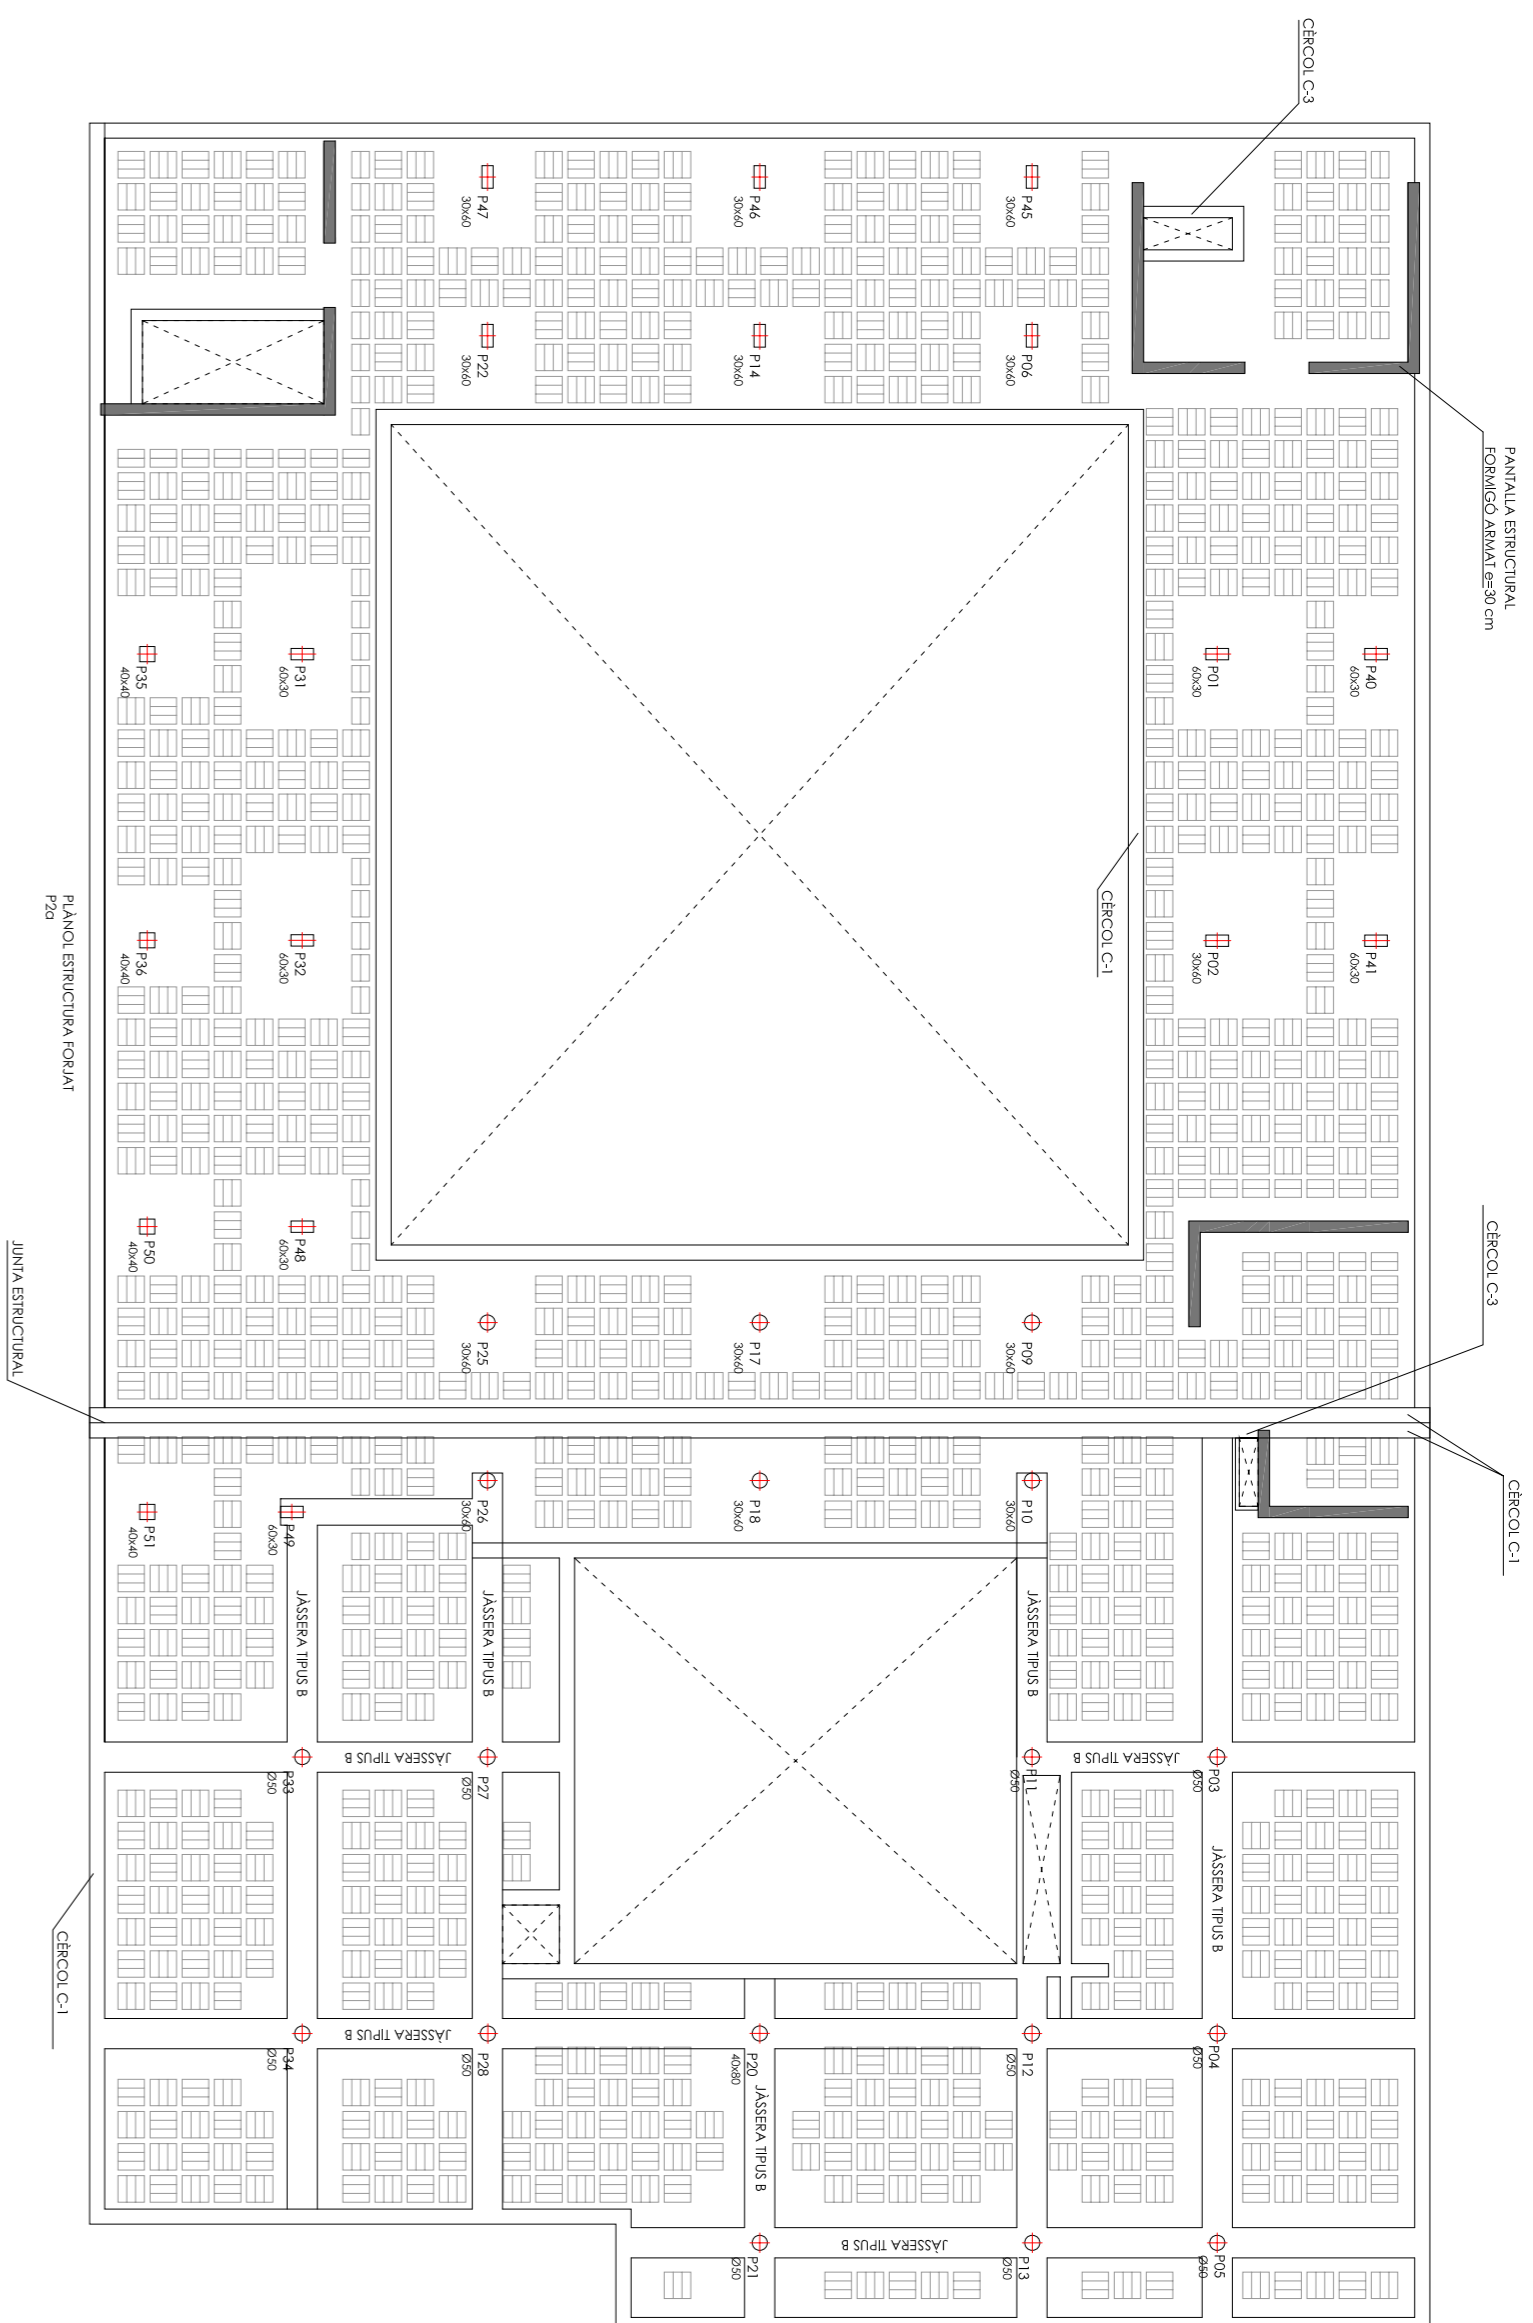 CÈRCOL C-3
PANTALLA ESTRUCTURAL
FORMIGÓ ARMAT e=30 cm
P47
30x60
P46
30x60
P45
30x60
P22
30x60
P14
30x60
P06
30x60
P35
40x40
P31
60x30
P01
60x30
P40
60x30
CÈRCOL C-1
P36
40x40
P32
60x30
P02
30x60
P41
60x30
PLÀNOL ESTRUCTURA FORJAT
P2a
P50
40x40
P48
60x30
CÈRCOL C-3
JUNTA ESTRUCTURAL
P25
30x60
P17
30x60
P09
30x60
CÈRCOL C-1
P51
40x40
P49
60x30
P26
30x60
P18
30x60
P10
30x60
JÀSSERA TIPUS B
JÀSSERA TIPUS B
JÀSSERA TIPUS B
P33
Ø50
JÀSSERA TIPUS B
P27
Ø50
P11
Ø50
JÀSSERA TIPUS B
P03
Ø50
JÀSSERA TIPUS B
CÈRCOL C-1
P34
Ø50
JÀSSERA TIPUS B
P28
Ø50
P20
40x80
P12
Ø50
P04
Ø50
JÀSSERA TIPUS B
P21
Ø50
JÀSSERA TIPUS B
P13
Ø50
P05
Ø50